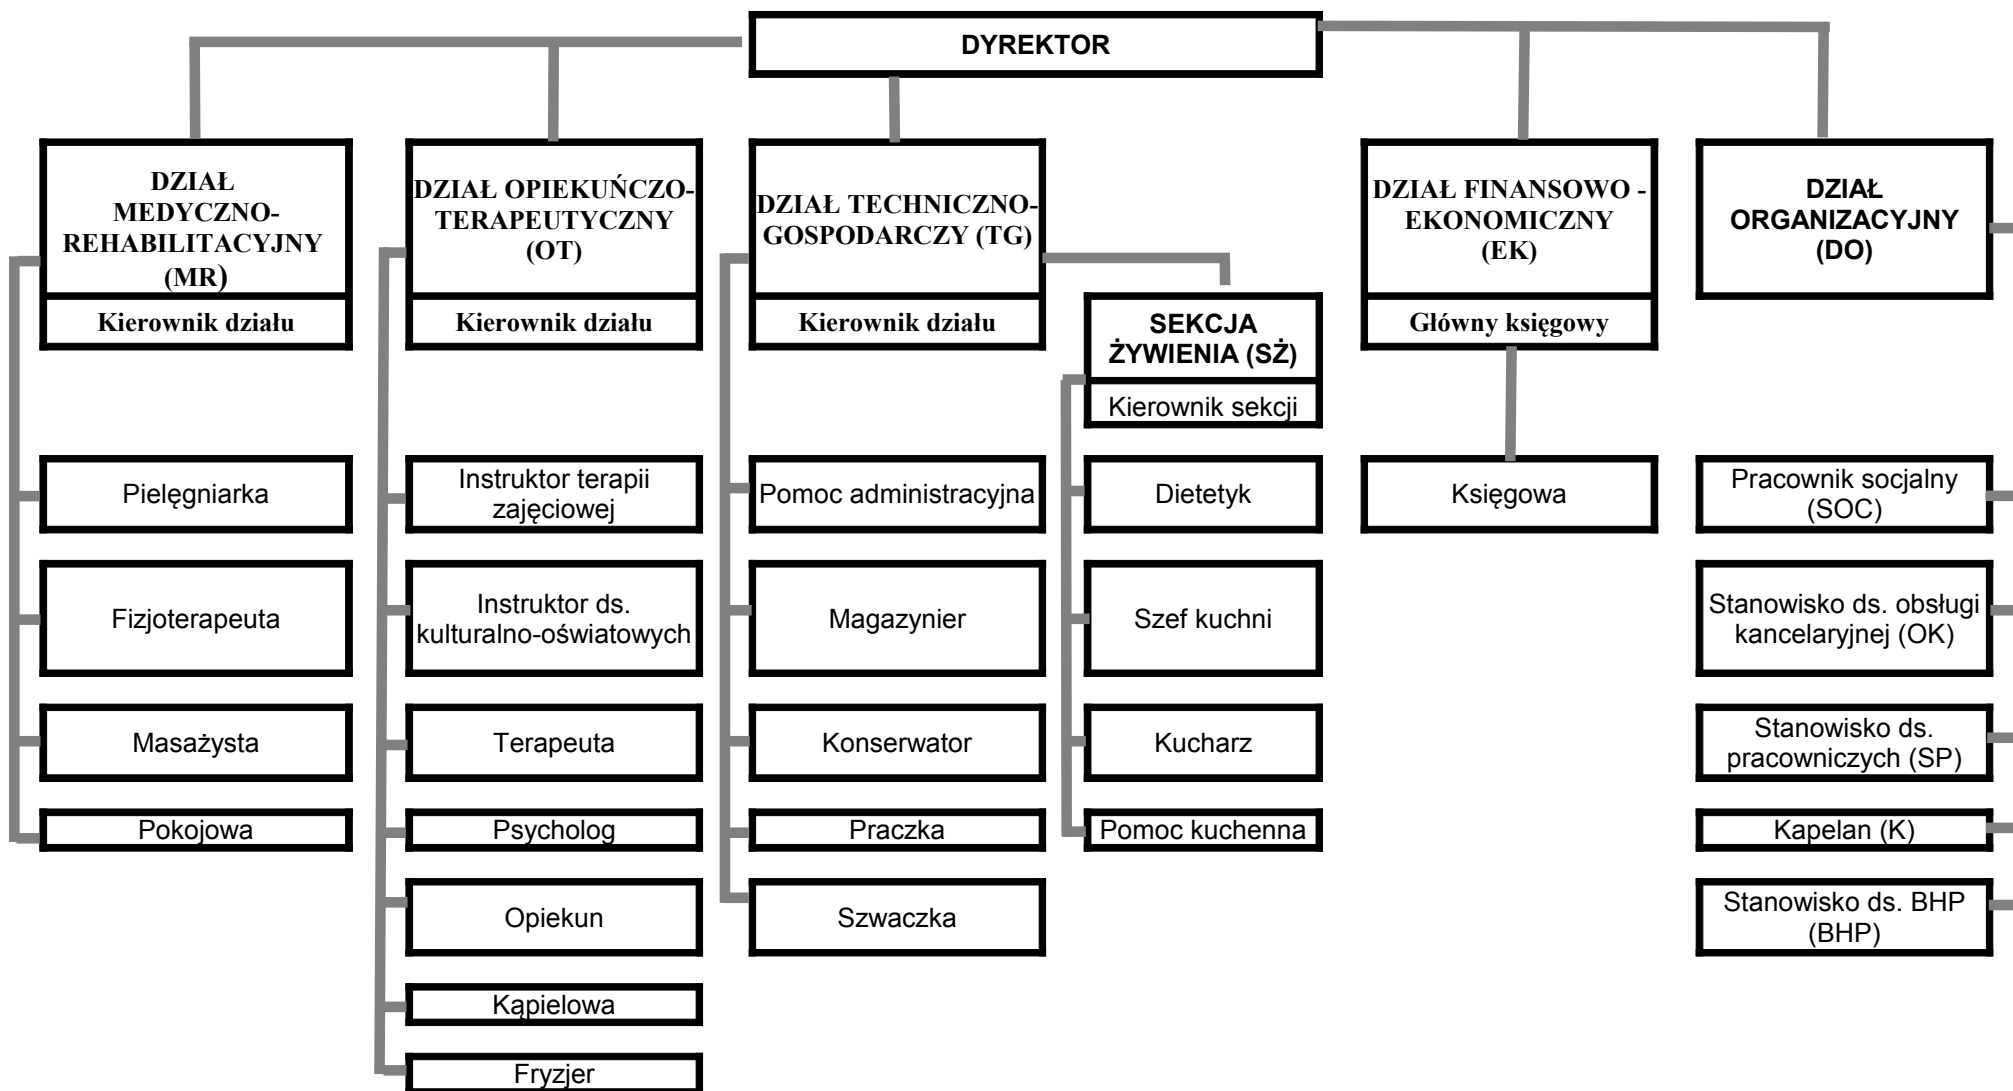 DYREKTOR
DZIAŁ
MEDYCZNO-
REHABILITACYJNY
(MR)
Kierownik działu
DZIAŁ OPIEKUŃCZO-
TERAPEUTYCZNY
(OT)
Kierownik działu
DZIAŁ TECHNICZNO-
GOSPODARCZY (TG)
Kierownik działu
SEKCJA
ŻYWIENIA (SŻ)
Kierownik sekcji
DZIAŁ FINANSOWO -
EKONOMICZNY
(EK)
Główny księgowy
DZIAŁ
ORGANIZACYJNY
(DO)
Pielęgniarka
Fizjoterapeuta
Masażysta
Pokojowa
Instruktor terapii
zajęciowej
Instruktor ds.
kulturalno-oświatowych
Terapeuta
Psycholog
Opiekun
Kąpielowa
Fryzjer
Pomoc administracyjna
Magazynier
Konserwator
Praczka
Szwaczka
Dietetyk
Szef kuchni
Kucharz
Pomoc kuchenna
Księgowa
Pracownik socjalny
(SOC)
Stanowisko ds. obsługi
kancelaryjnej (OK)
Stanowisko ds.
pracowniczych (SP)
Kapelan (K)
Stanowisko ds. BHP
(BHP)